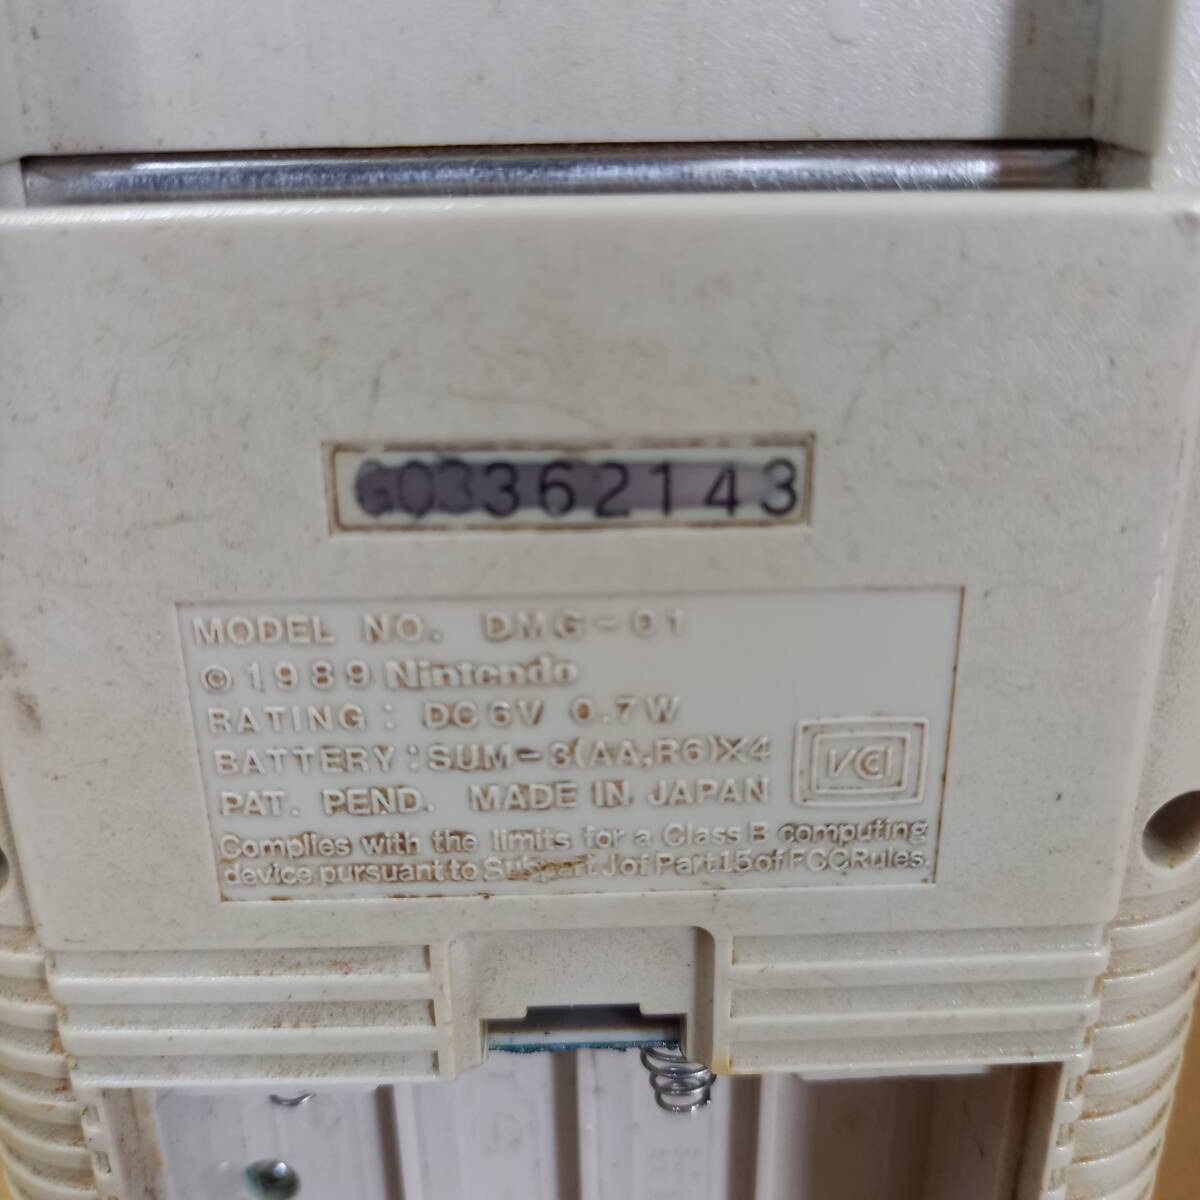 G03362143
MODEL NO. DMG-01
©1989 Nintendo
RATING: DC6V 0.7W
BATTERY: SUM-3(AA,R6)×4
PAT. PEND. MADE IN JAPAN
VCI
Complies with the limits for a Class B computing
device pursuant to Subpart J of Part 15 of FCC Rules.